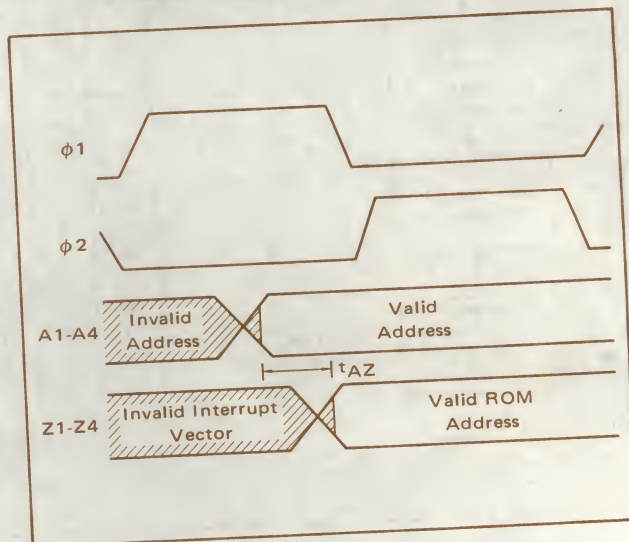 φ1
φ2
A1-A4
Invalid
Address
Valid
Address
tAZ
Z1-Z4
Invalid Interrupt
Vector
Valid ROM
Address